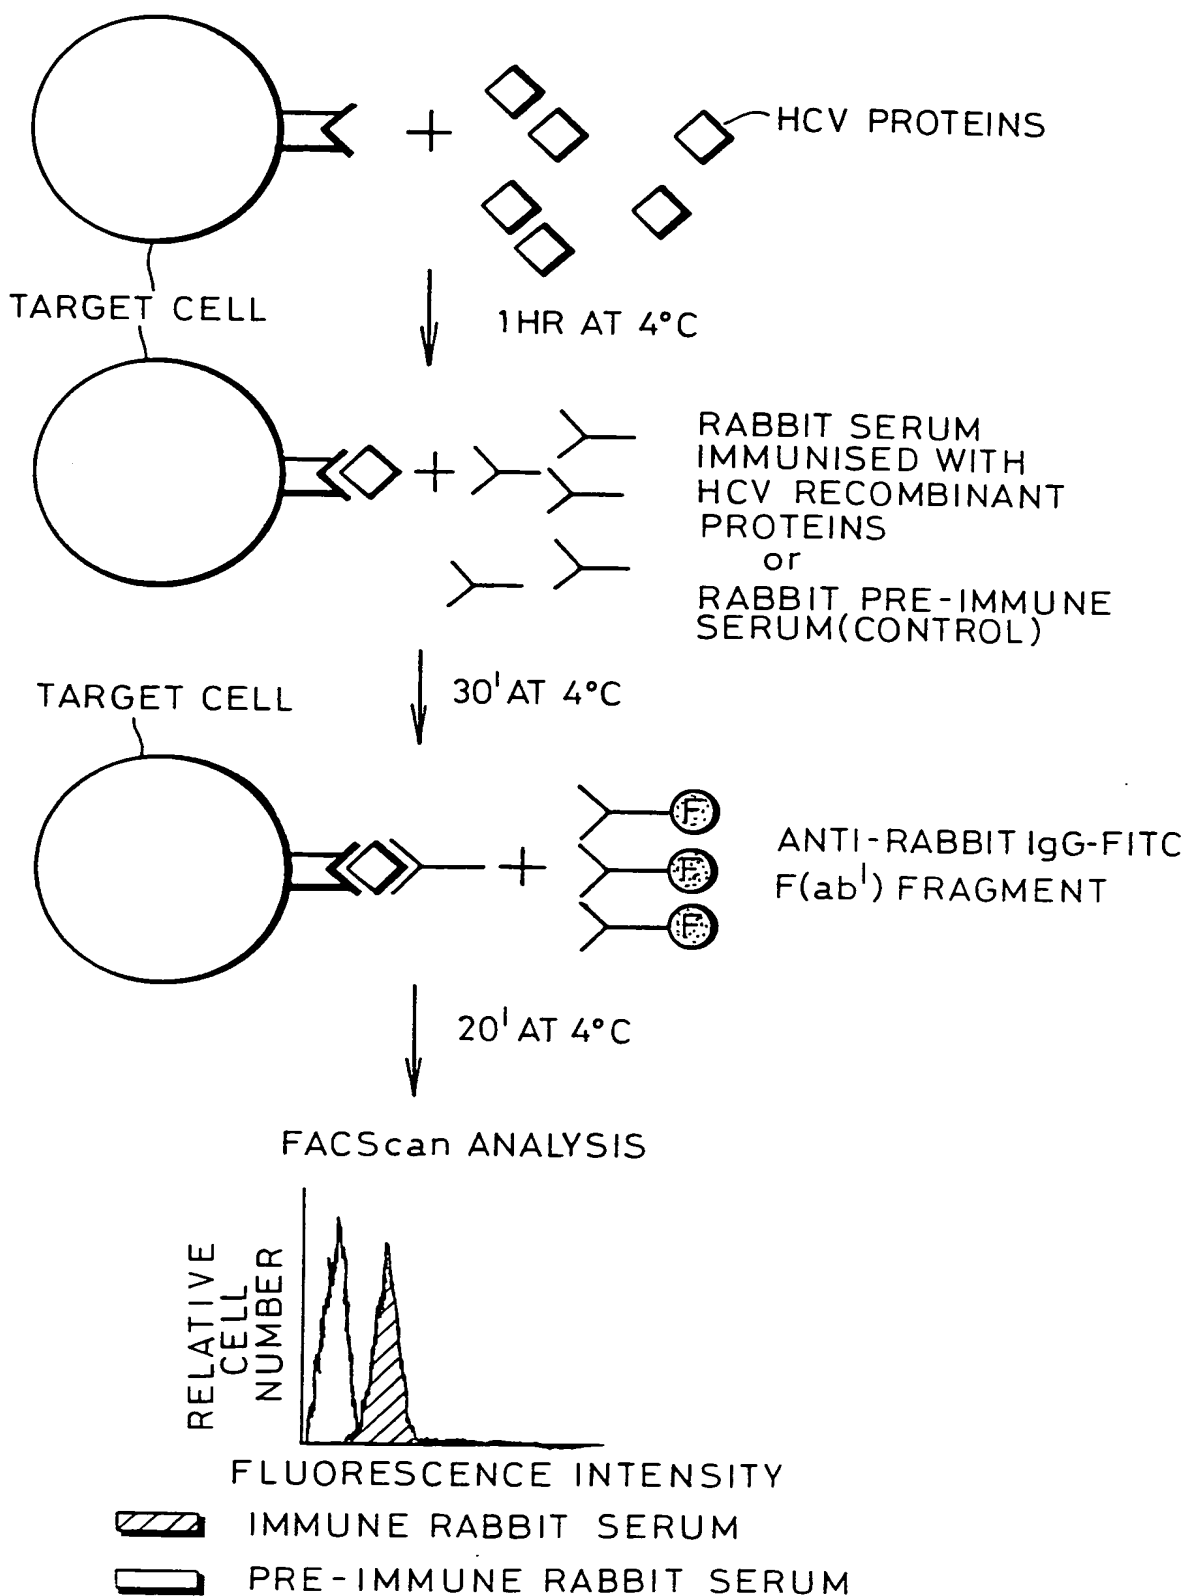 HCV PROTEINS
TARGET CELL
1HR AT 4°C
RABBIT SERUM
IMMUNISED WITH
HCV RECOMBINANT
PROTEINS
or
RABBIT PRE-IMMUNE
SERUM(CONTROL)
30' AT 4°C
TARGET CELL
F
F
F
ANTI-RABBIT IgG-FITC
F(ab') FRAGMENT
20' AT 4°C
FACScan ANALYSIS
RELATIVE
CELL
NUMBER
FLUORESCENCE INTENSITY
IMMUNE RABBIT SERUM
PRE-IMMUNE RABBIT SERUM